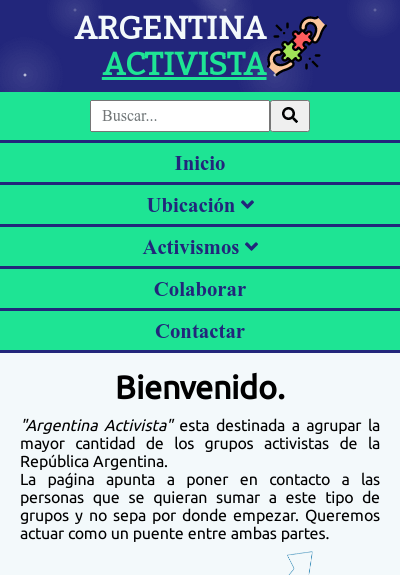 ARGENTINA
ACTIVISTA
Buscar...
Inicio
Ubicación
Activismos
Colaborar
Contactar
Bienvenido.
"Argentina Activista" esta destinada a agrupar la
mayor cantidad de los grupos activistas de la
República Argentina.
La paǵina apunta a poner en contacto a las
personas que se quieran sumar a este tipo de
grupos y no sepa por donde empezar. Queremos
actuar como un puente entre ambas partes.